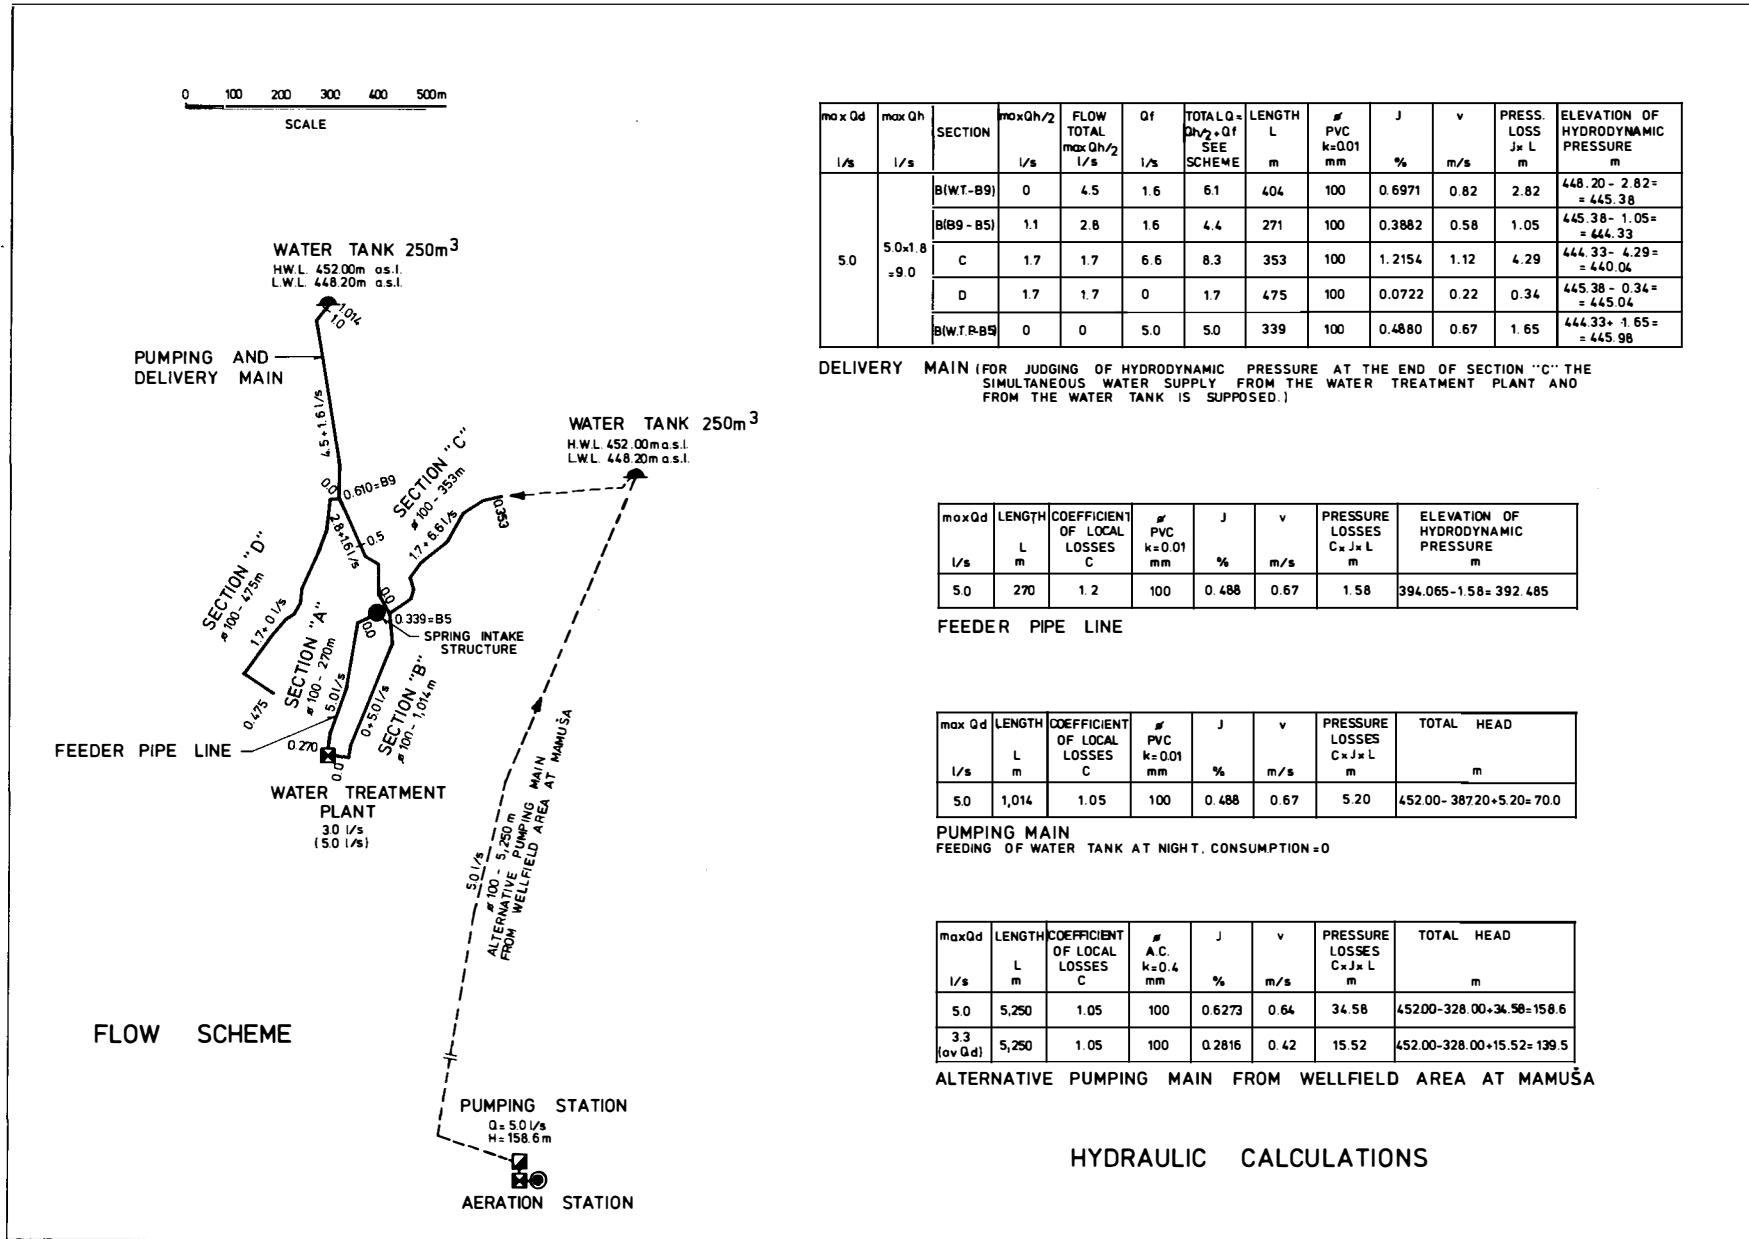 0 100 200 300 400 500m
SCALE
WATER TANK 250m³
H.W.L. 452.00m a.s.l.
L.W.L. 448.20m a.s.l.
1.014
1.0
PUMPING AND
DELIVERY MAIN
4.5+1.6 l/s
0.0
0.610=B9
2.8+1.6 l/s
0.5
SECTION "C"
ø 100 - 353m
1.7+6.6 l/s
0.353
WATER TANK 250m³
H.W.L. 452.00m a.s.l.
L.W.L. 448.20m a.s.l.
SECTION "D"
ø 100 - 475m
1.7+0 l/s
0.475
0.0
0.339=B5
0.0
SPRING INTAKE
STRUCTURE
SECTION "A"
ø 100 - 270m
5.0 l/s
SECTION "B"
ø 100 - 1,014m
0+5.0 l/s
FEEDER PIPE LINE
0.270
0.0
WATER TREATMENT
PLANT
3.0 l/s
(5.0 l/s)
5.0 l/s
ø 100 - 5,250m
ALTERNATIVE PUMPING MAIN
FROM WELLFIELD AREA AT MAMUŠA
FLOW SCHEME
PUMPING STATION
Q= 5.0 l/s
H= 158.6m
AERATION STATION
max Qd l/s | max Qh l/s | SECTION | maxQh/2 l/s | FLOW TOTAL max Qh/2 l/s | Qf l/s | TOTAL Q= Qh/2+Qf SEE SCHEME | LENGTH L m | ø PVC k=0.01 mm | J % | v m/s | PRESS. LOSS J×L m | ELEVATION OF HYDRODYNAMIC PRESSURE m
5.0 | 5.0x1.8 =9.0 | B(W.T.-B9) | 0 | 4.5 | 1.6 | 6.1 | 404 | 100 | 0.6971 | 0.82 | 2.82 | 448.20- 2.82= = 445.38
B(B9-B5) | 1.1 | 2.8 | 1.6 | 4.4 | 271 | 100 | 0.3882 | 0.58 | 1.05 | 445.38- 1.05= = 444.33
C | 1.7 | 1.7 | 6.6 | 8.3 | 353 | 100 | 1.2154 | 1.12 | 4.29 | 444.33- 4.29= = 440.04
D | 1.7 | 1.7 | 0 | 1.7 | 475 | 100 | 0.0722 | 0.22 | 0.34 | 445.38 - 0.34= = 445.04
B(W.T.P.-B5) | 0 | 0 | 5.0 | 5.0 | 339 | 100 | 0.4880 | 0.67 | 1.65 | 444.33+ 1.65= = 445.98
DELIVERY MAIN (FOR JUDGING OF HYDRODYNAMIC PRESSURE AT THE END OF SECTION "C" THE
SIMULTANEOUS WATER SUPPLY FROM THE WATER TREATMENT PLANT AND
FROM THE WATER TANK IS SUPPOSED.)
maxQd l/s | LENGTH L m | COEFFICIENT OF LOCAL LOSSES C | ø PVC k=0.01 mm | J % | v m/s | PRESSURE LOSSES C×J×L m | ELEVATION OF HYDRODYNAMIC PRESSURE m
5.0 | 270 | 1.2 | 100 | 0.488 | 0.67 | 1.58 | 394.065-1.58= 392.485
FEEDER PIPE LINE
max Qd l/s | LENGTH L m | COEFFICIENT OF LOCAL LOSSES C | ø PVC k=0.01 mm | J % | v m/s | PRESSURE LOSSES C×J×L m | TOTAL HEAD m
5.0 | 1,014 | 1.05 | 100 | 0.488 | 0.67 | 5.20 | 452.00-387.20+5.20=70.0
PUMPING MAIN
FEEDING OF WATER TANK AT NIGHT, CONSUMPTION=0
maxQd l/s | LENGTH L m | COEFFICIENT OF LOCAL LOSSES C | ø A.C. k=0.4 mm | J % | v m/s | PRESSURE LOSSES C×J×L m | TOTAL HEAD m
5.0 | 5,250 | 1.05 | 100 | 0.6273 | 0.64 | 34.58 | 452.00-328.00+34.58=158.6
3.3 (av Qd) | 5,250 | 1.05 | 100 | 0.2816 | 0.42 | 15.52 | 452.00-328.00+15.52=139.5
ALTERNATIVE PUMPING MAIN FROM WELLFIELD AREA AT MAMUŠA
HYDRAULIC CALCULATIONS